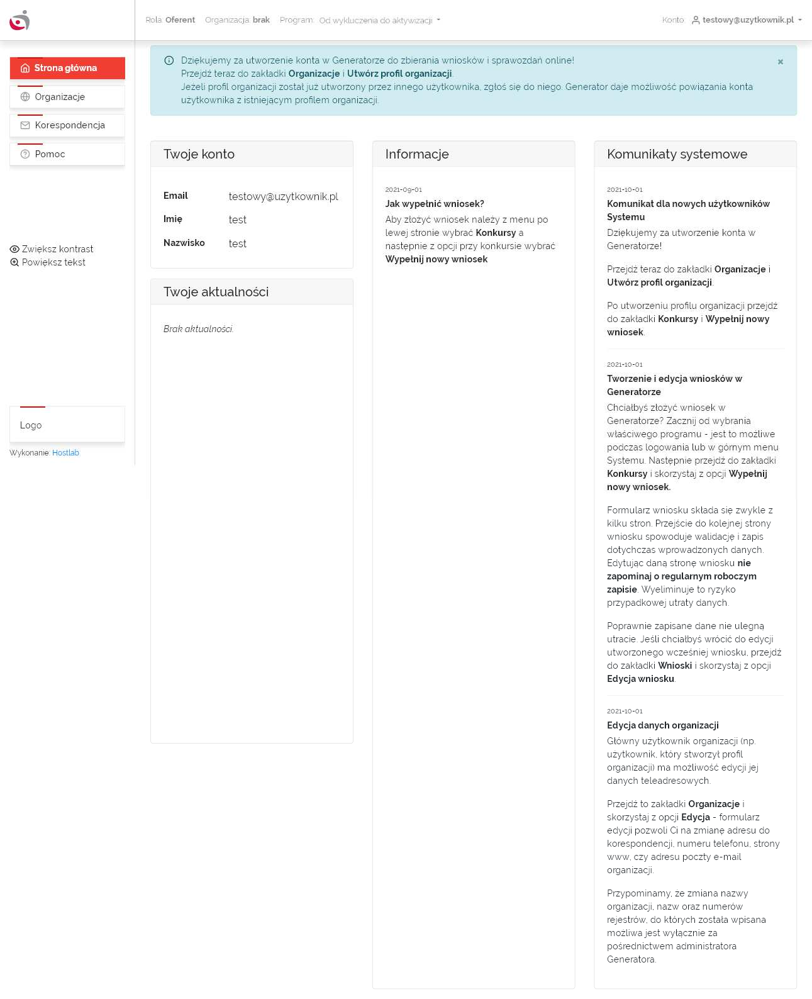 Rola: Oferent Organizacja: brak Program: Od wykluczenia do aktywizacji Konto: testowy@uzytkownik.pl
Strona główna
Organizacje
Korespondencja
Pomoc
Zwiększ kontrast
Powiększ tekst
Logo
Wykonanie: Hostlab
Dziękujemy za utworzenie konta w Generatorze do zbierania wniosków i sprawozdań online!
Przejdź teraz do zakładki Organizacje i Utwórz profil organizacji.
Jeżeli profil organizacji został już utworzony przez innego użytkownika, zgłoś się do niego. Generator daje możliwość powiązania konta
użytkownika z istniejącym profilem organizacji.
×
Twoje konto
Email testowy@uzytkownik.pl
Imię test
Nazwisko test
Twoje aktualności
Brak aktualności.
Informacje
2021-09-01
Jak wypełnić wniosek?
Aby złożyć wniosek należy z menu po
lewej stronie wybrać Konkursy a
następnie z opcji przy konkursie wybrać
Wypełnij nowy wniosek
Komunikaty systemowe
2021-10-01
Komunikat dla nowych użytkowników
Systemu
Dziękujemy za utworzenie konta w
Generatorze!
Przejdź teraz do zakładki Organizacje i
Utwórz profil organizacji.
Po utworzeniu profilu organizacji przejdź
do zakładki Konkursy i Wypełnij nowy
wniosek.
2021-10-01
Tworzenie i edycja wniosków w
Generatorze
Chciałbyś złożyć wniosek w
Generatorze? Zacznij od wybrania
właściwego programu - jest to możliwe
podczas logowania lub w górnym menu
Systemu. Następnie przejdź do zakładki
Konkursy i skorzystaj z opcji Wypełnij
nowy wniosek.
Formularz wniosku składa się zwykle z
kilku stron. Przejście do kolejnej strony
wniosku spowoduje walidację i zapis
dotychczas wprowadzonych danych.
Edytując daną stronę wniosku nie
zapominaj o regularnym roboczym
zapisie. Wyeliminuje to ryzyko
przypadkowej utraty danych.
Poprawnie zapisane dane nie ulegną
utracie. Jeśli chciałbyś wrócić do edycji
utworzonego wcześniej wniosku, przejdź
do zakładki Wnioski i skorzystaj z opcji
Edycja wniosku.
2021-10-01
Edycja danych organizacji
Główny użytkownik organizacji (np.
użytkownik, który stworzył profil
organizacji) ma możliwość edycji jej
danych teleadresowych.
Przejdź to zakładki Organizacje i
skorzystaj z opcji Edycja - formularz
edycji pozwoli Ci na zmianę adresu do
korespondencji, numeru telefonu, strony
www, czy adresu poczty e-mail
organizacji.
Przypominamy, że zmiana nazwy
organizacji, nazw oraz numerów
rejestrów, do których została wpisana
możliwa jest wyłącznie za
pośrednictwem administratora
Generatora.